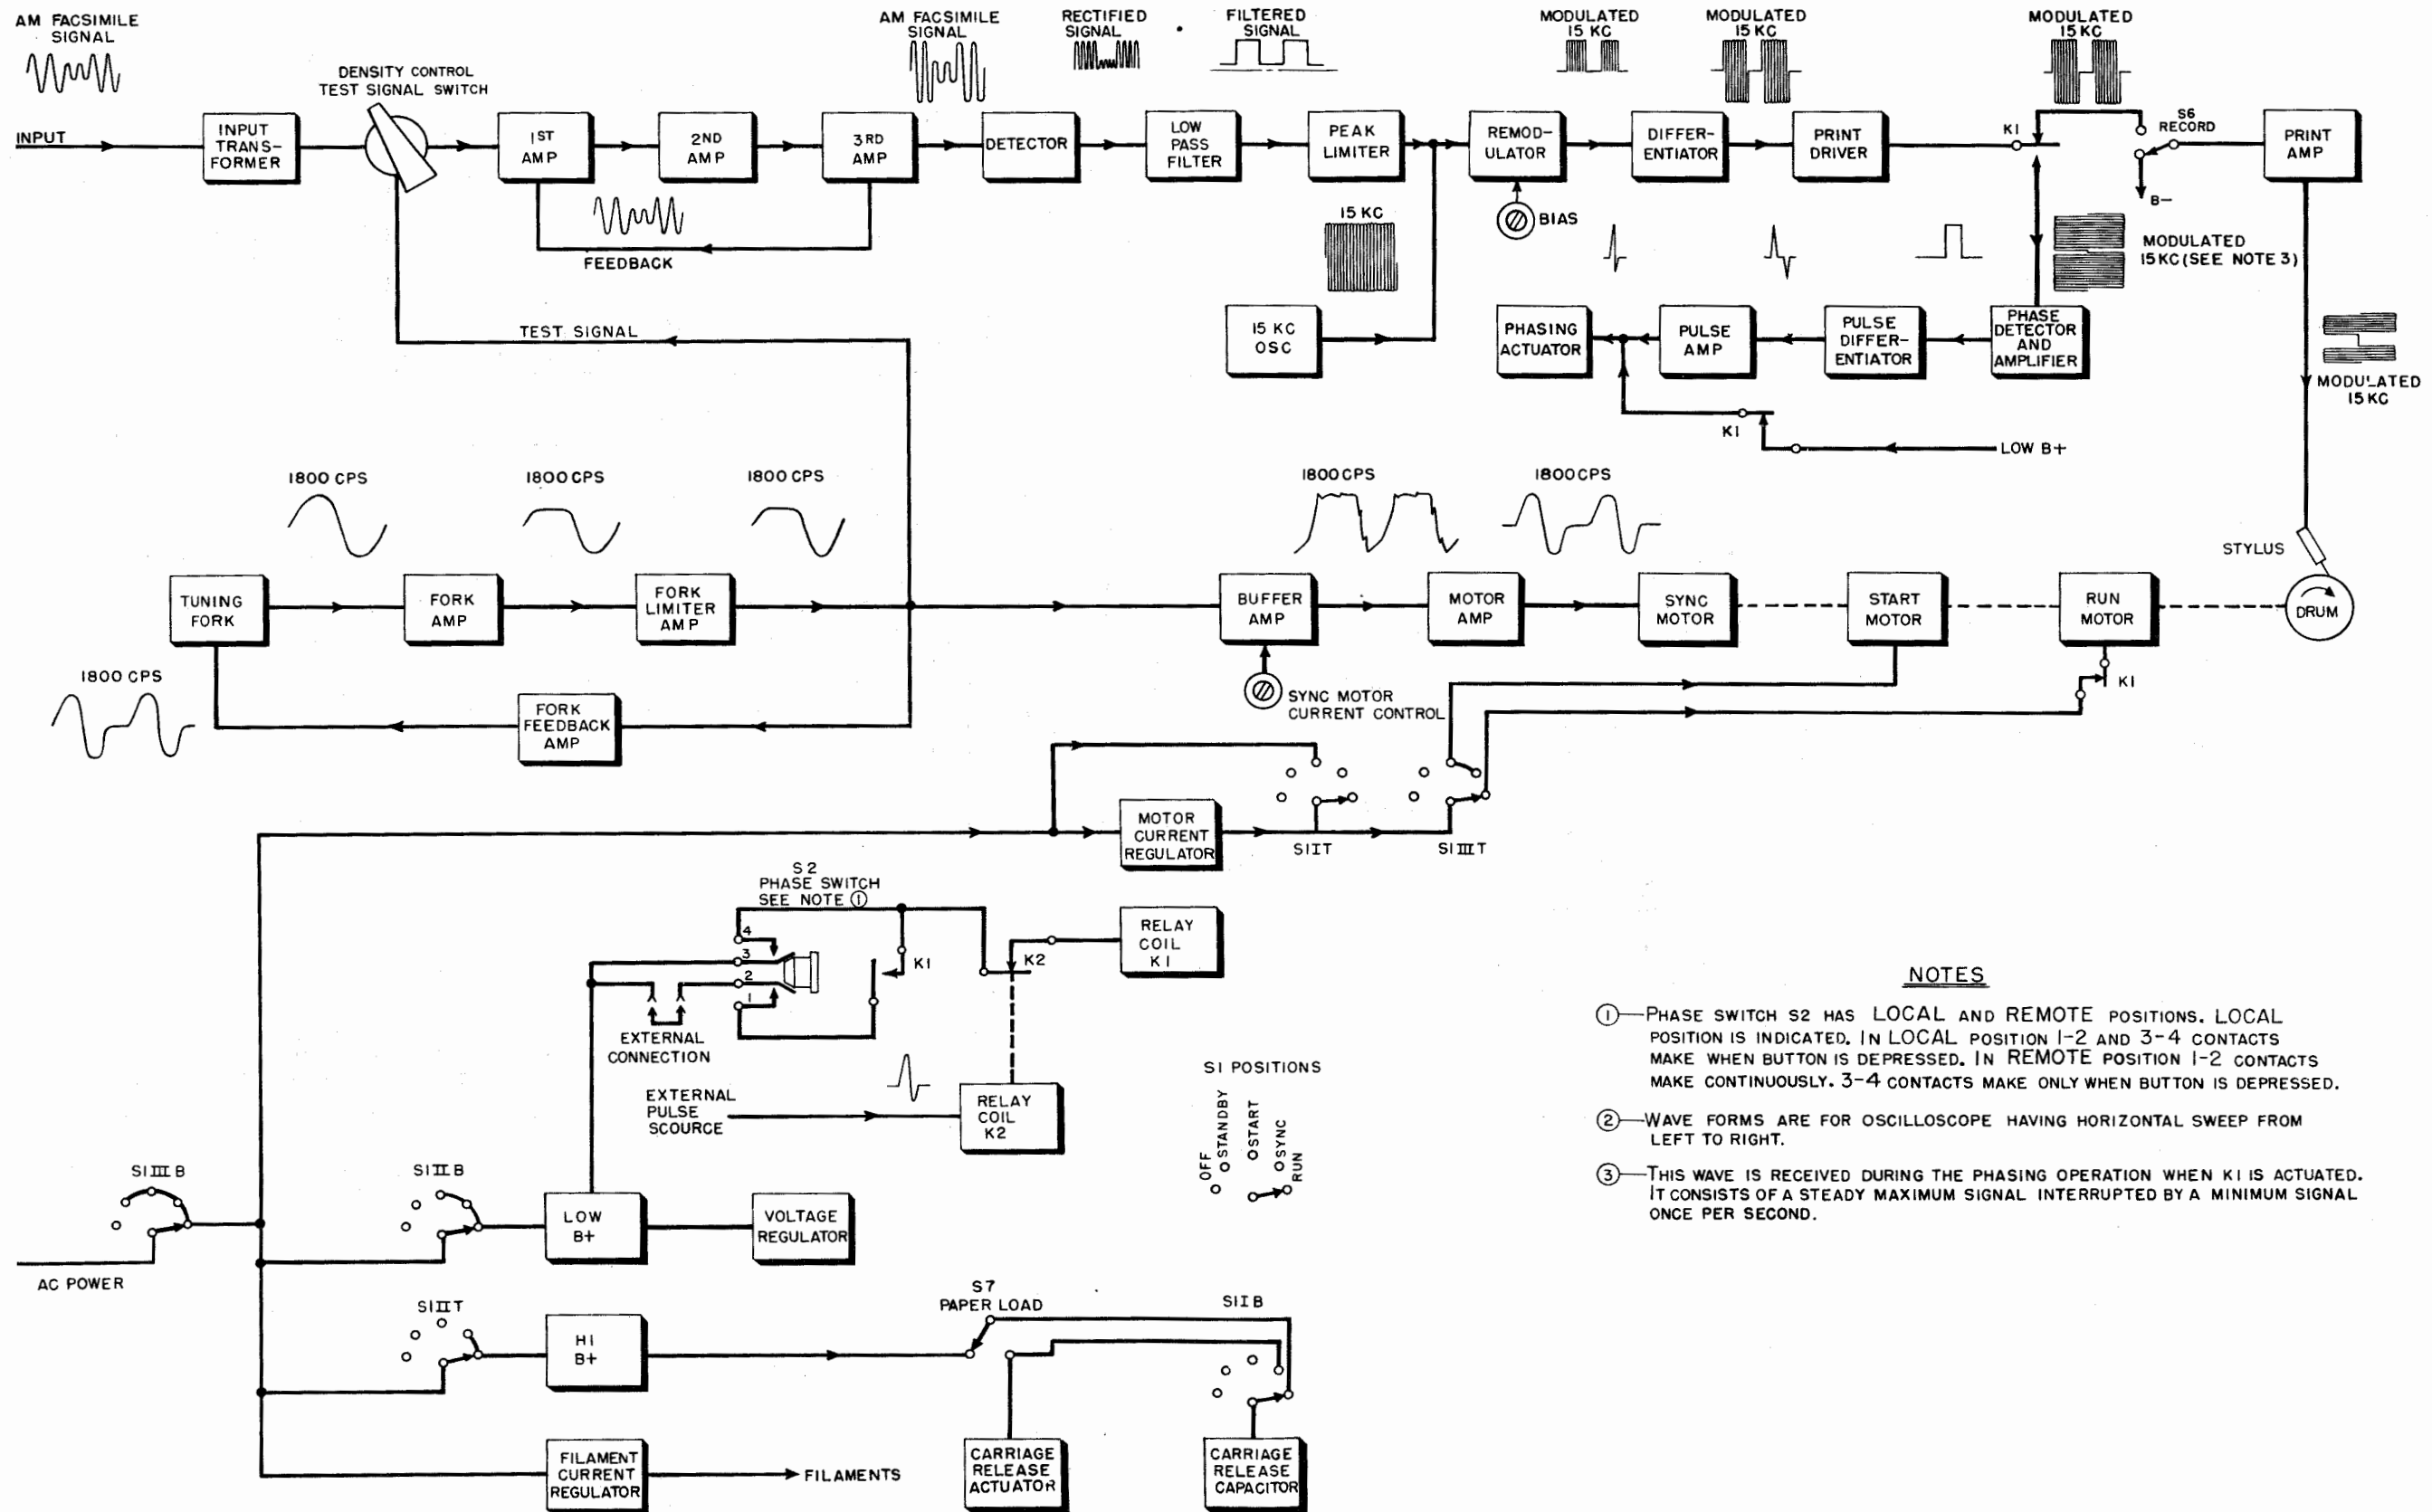 AM FACSIMILE
SIGNAL
AM FACSIMILE
SIGNAL
RECTIFIED
SIGNAL
FILTERED
SIGNAL
MODULATED
15 KC
MODULATED
15 KC
MODULATED
15 KC
DENSITY CONTROL
TEST SIGNAL SWITCH
INPUT
INPUT
TRANS-
FORMER
1ST
AMP
2ND
AMP
3RD
AMP
DETECTOR
LOW
PASS
FILTER
PEAK
LIMITER
REMOD-
ULATOR
DIFFER-
ENTIATOR
PRINT
DRIVER
K1
S6
RECORD
B-
PRINT
AMP
FEEDBACK
15 KC
BIAS
MODULATED
15KC (SEE NOTE 3)
TEST SIGNAL
15 KC
OSC
PHASING
ACTUATOR
PULSE
AMP
PULSE
DIFFER-
ENTIATOR
PHASE
DETECTOR
AND
AMPLIFIER
MODULATED
15 KC
K1
LOW B+
1800 CPS
1800 CPS
1800 CPS
1800 CPS
1800 CPS
STYLUS
TUNING
FORK
FORK
AMP
FORK
LIMITER
AMP
BUFFER
AMP
MOTOR
AMP
SYNC
MOTOR
START
MOTOR
RUN
MOTOR
DRUM
1800 CPS
FORK
FEEDBACK
AMP
SYNC MOTOR
CURRENT CONTROL
K1
MOTOR
CURRENT
REGULATOR
S1 I T
S1 III T
S2
PHASE SWITCH
SEE NOTE ①
4
3
2
1
K1
K2
RELAY
COIL
K1
EXTERNAL
CONNECTION
EXTERNAL
PULSE
SCOURCE
RELAY
COIL
K2
S1 POSITIONS
OFF
STANDBY
START
SYNC
RUN
NOTES
①—PHASE SWITCH S2 HAS LOCAL AND REMOTE POSITIONS. LOCAL
POSITION IS INDICATED. IN LOCAL POSITION 1-2 AND 3-4 CONTACTS
MAKE WHEN BUTTON IS DEPRESSED. IN REMOTE POSITION 1-2 CONTACTS
MAKE CONTINUOUSLY. 3-4 CONTACTS MAKE ONLY WHEN BUTTON IS DEPRESSED.
②—WAVE FORMS ARE FOR OSCILLOSCOPE HAVING HORIZONTAL SWEEP FROM
LEFT TO RIGHT.
③—THIS WAVE IS RECEIVED DURING THE PHASING OPERATION WHEN K1 IS ACTUATED.
IT CONSISTS OF A STEADY MAXIMUM SIGNAL INTERRUPTED BY A MINIMUM SIGNAL
ONCE PER SECOND.
S1 III B
AC POWER
S1 II B
LOW
B+
VOLTAGE
REGULATOR
S1 II T
HI
B+
S7
PAPER LOAD
S1 I B
FILAMENT
CURRENT
REGULATOR
FILAMENTS
CARRIAGE
RELEASE
ACTUATOR
CARRIAGE
RELEASE
CAPACITOR